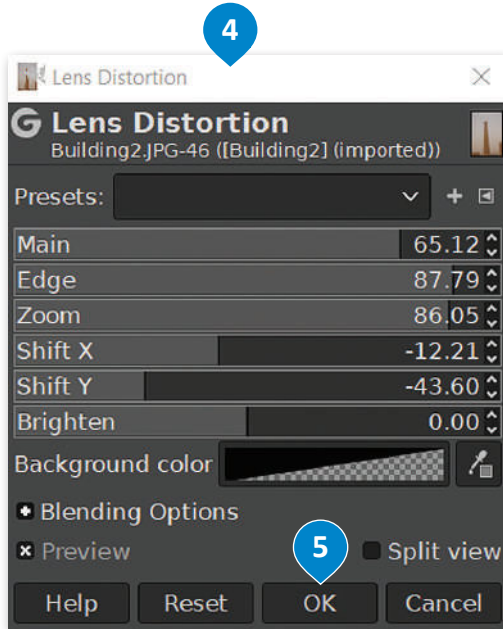 4
Lens Distortion
G Lens Distortion
Building2.JPG-46 ([Building2] (imported))
Presets:
Main 65.12
Edge 87.79
Zoom 86.05
Shift X -12.21
Shift Y -43.60
Brighten 0.00
Background color
Blending Options
Preview
5
Split view
Help Reset OK Cancel